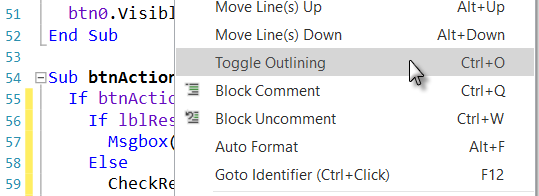 Move Line(s) Up Alt+Up
51 btn0.Visibl Move Line(s) Down Alt+Down
52 End Sub
53 Toggle Outlining Ctrl+O
54 Sub btnAction Block Comment Ctrl+Q
55 If btnActio
56 If lblRes Block Uncomment Ctrl+W
57 Msgbox( Auto Format Alt+F
58 Else
59 CheckRe Goto Identifier (Ctrl+Click) F12